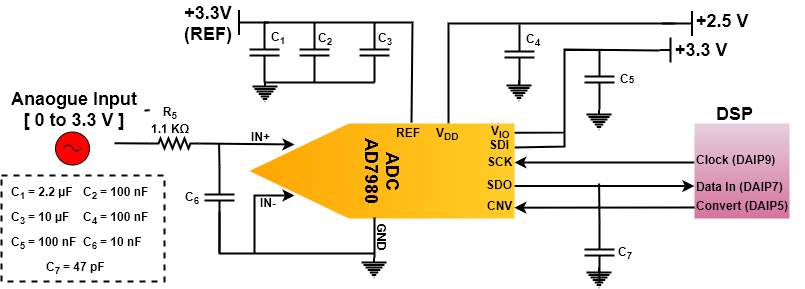 +3.3V
(REF)
C1
C2
C3
+2.5 V
C4
+3.3 V
C5
Anaogue Input
[ 0 to 3.3 V ]
R5
1.1 KΩ
IN+
IN-
C6
REF
VDD
VIO
SDI
SCK
SDO
CNV
ADC
AD7980
GND
DSP
Clock (DAIP9)
Data In (DAIP7)
Convert (DAIP5)
C7
C1 = 2.2 µF C2 = 100 nF
C3 = 10 µF C4 = 100 nF
C5 = 100 nF C6 = 10 nF
C7 = 47 pF